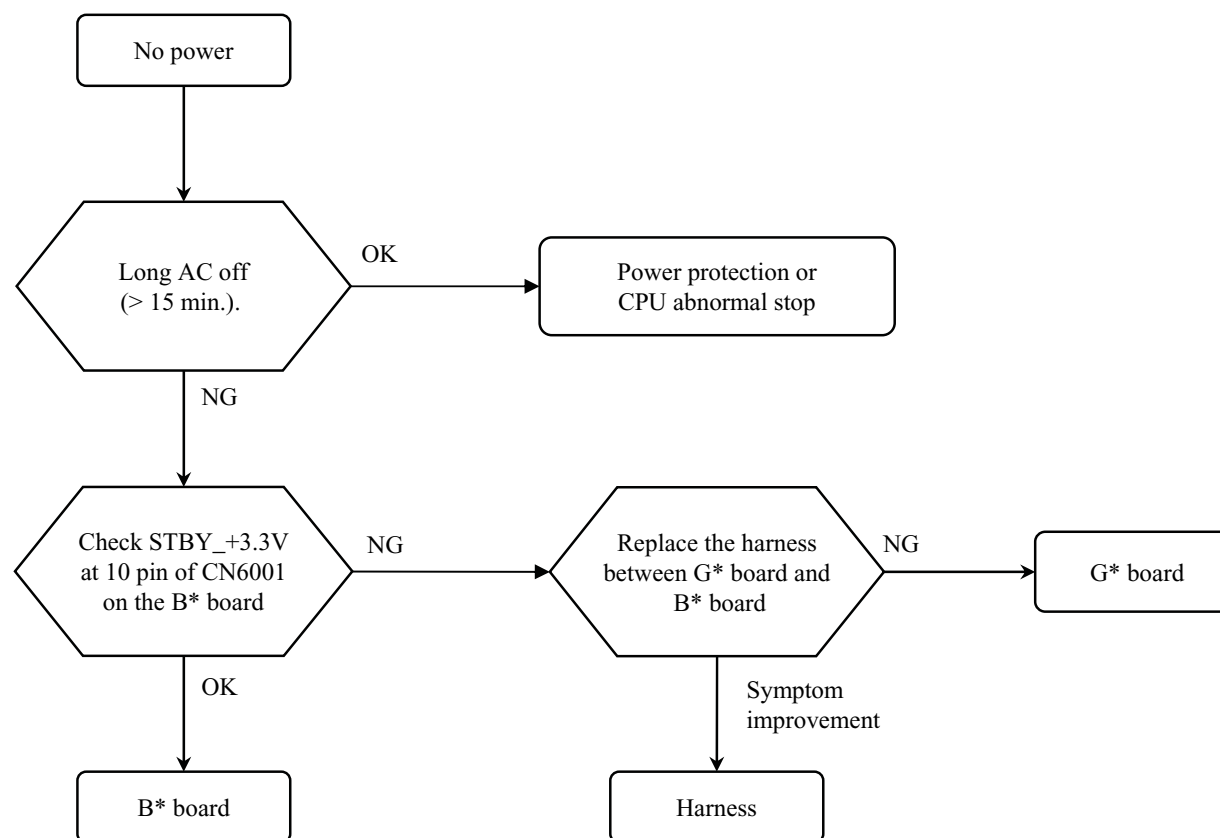 No power
Long AC off
(> 15 min.).
OK
Power protection or
CPU abnormal stop
NG
Check STBY_+3.3V
at 10 pin of CN6001
on the B* board
NG
Replace the harness
between G* board and
B* board
NG
G* board
OK
Symptom
improvement
B* board
Harness